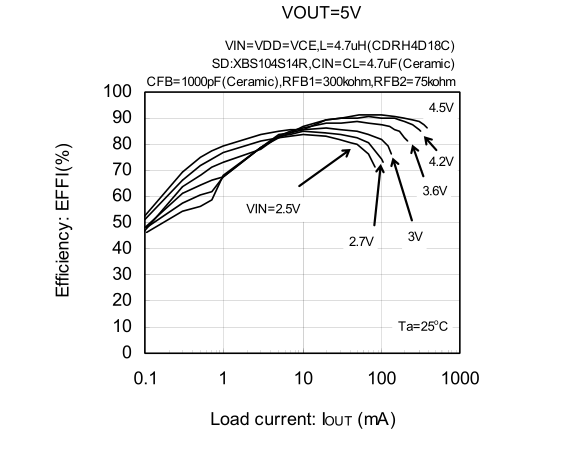 VOUT=5V
VIN=VDD=VCE,L=4.7uH(CDRH4D18C)
SD:XBS104S14R,CIN=CL=4.7uF(Ceramic)
CFB=1000pF(Ceramic),RFB1=300kohm,RFB2=75kohm
Efficiency: EFFI(%)
100
90
80
70
60
50
40
30
20
10
0
4.5V
4.2V
3.6V
VIN=2.5V
2.7V
3V
Ta=25°C
0.1
1
10
100
1000
Load current: IOUT (mA)